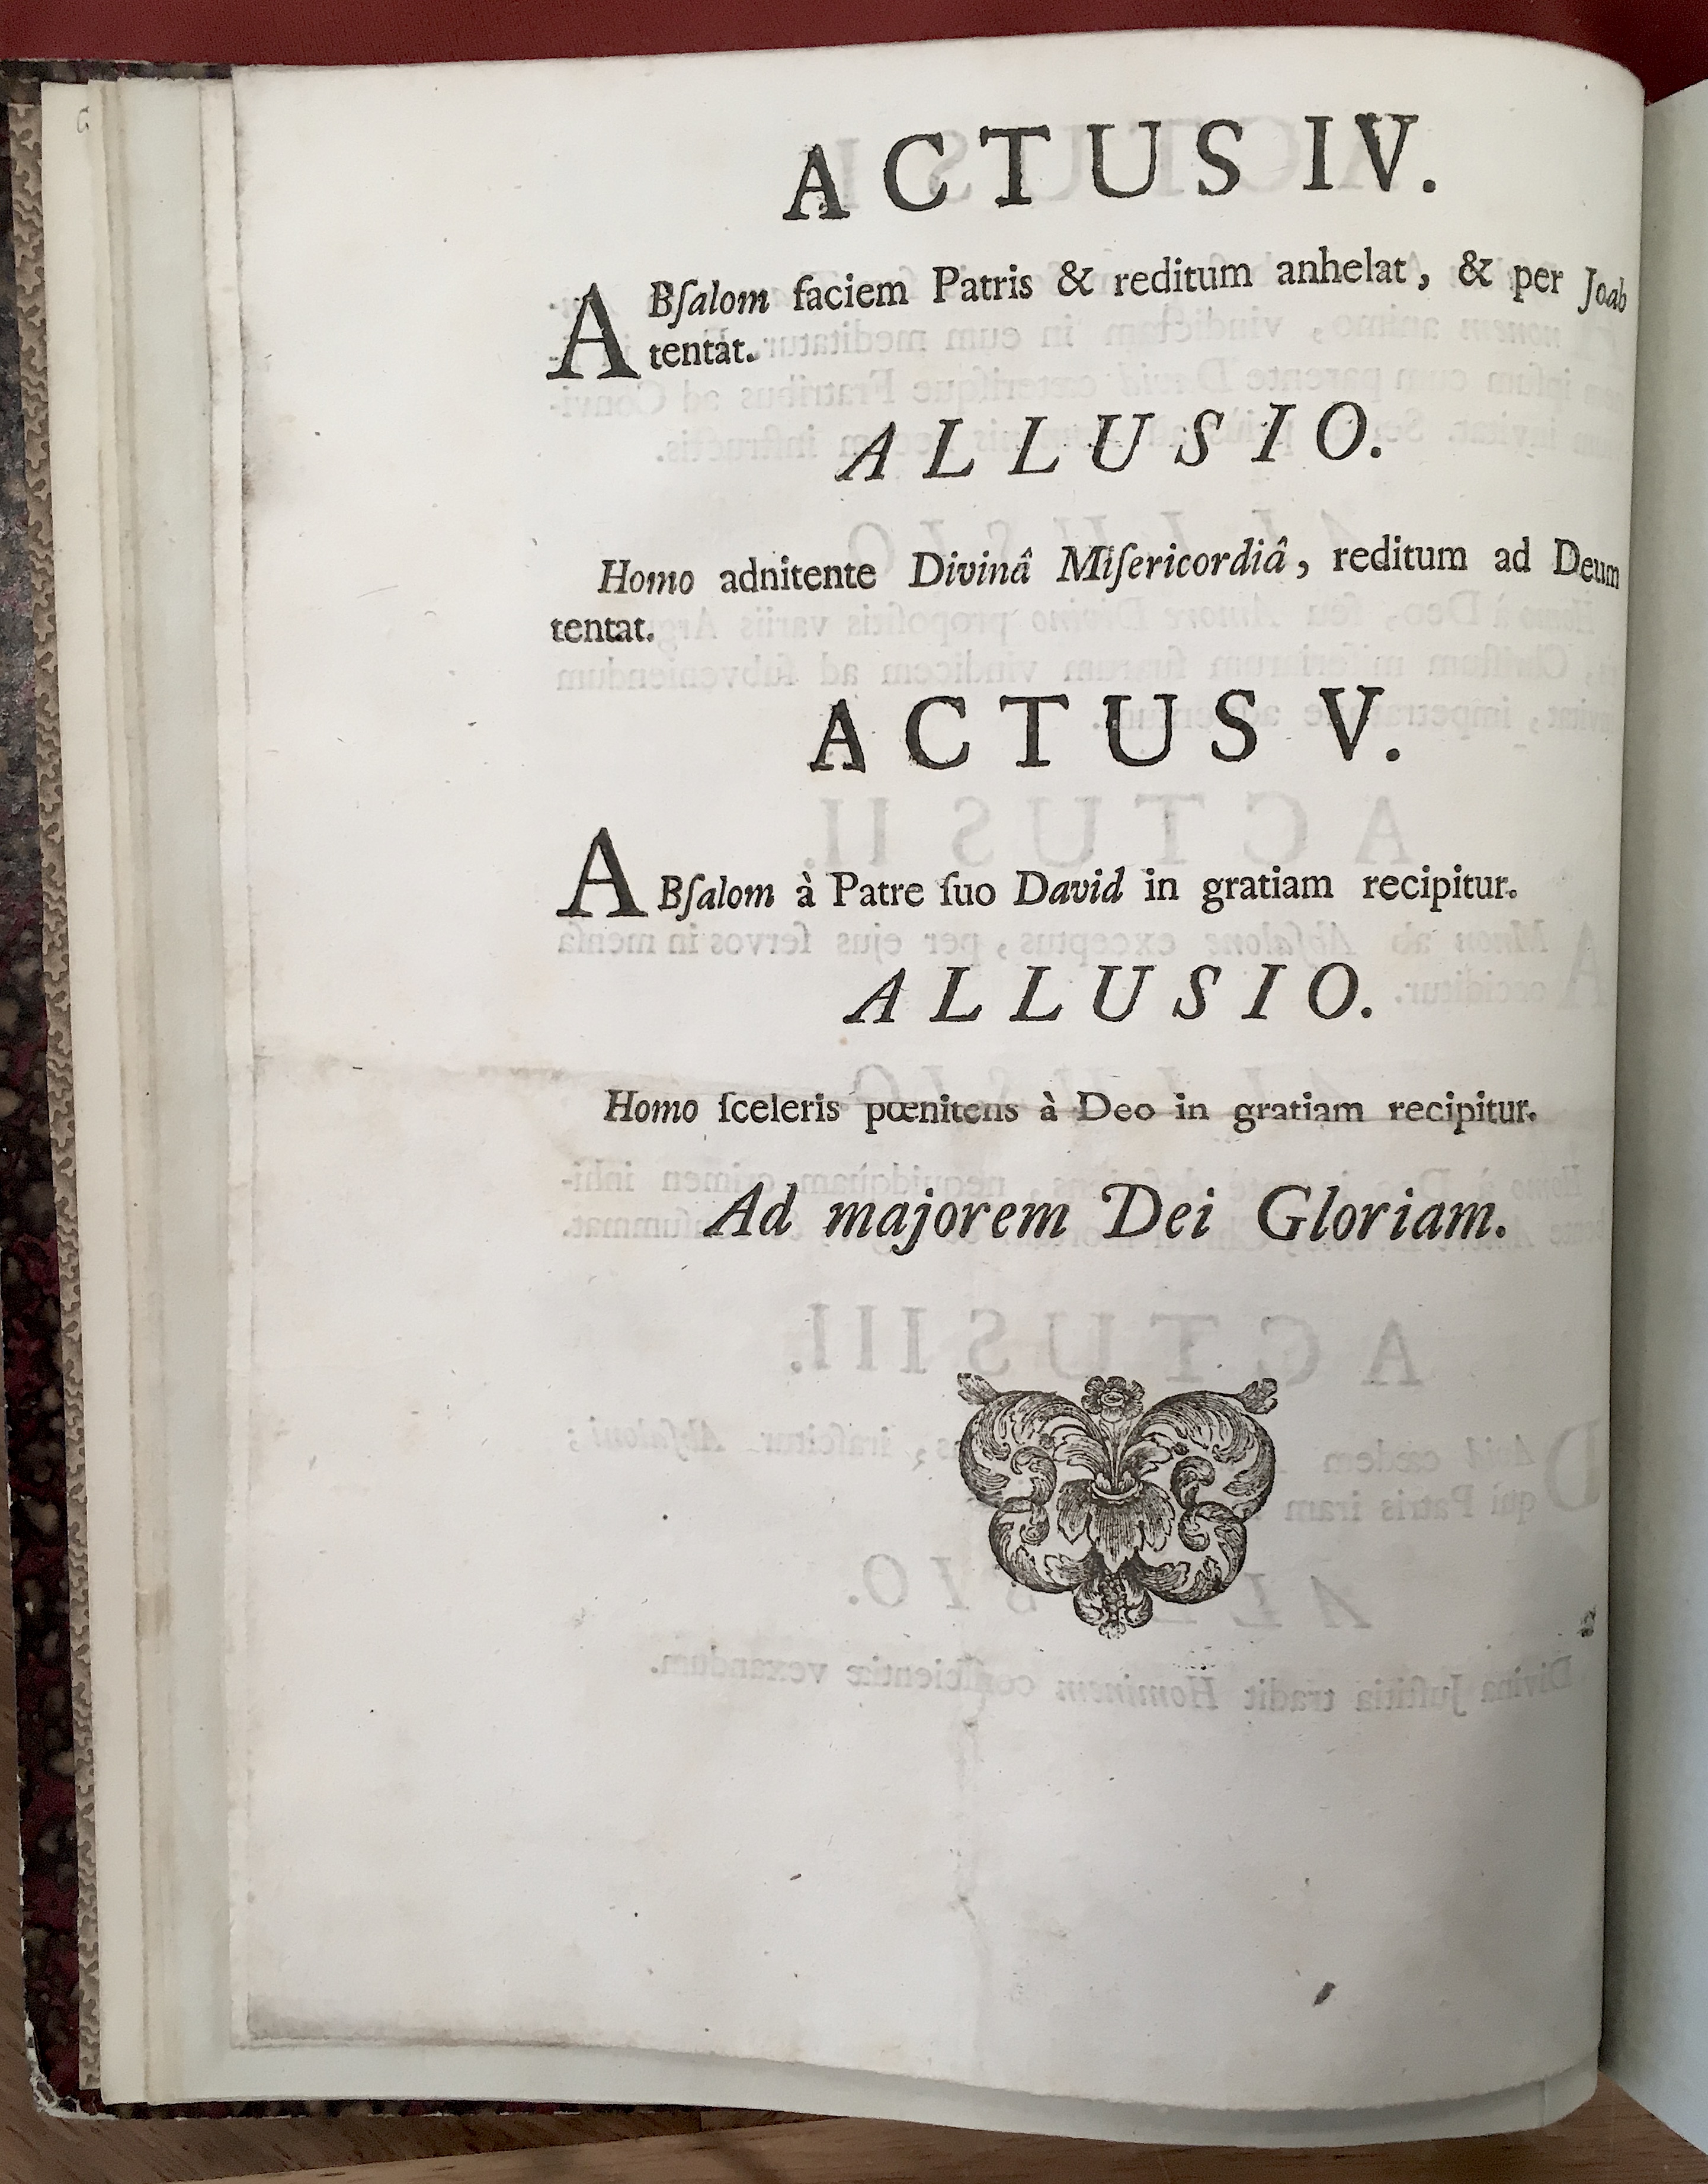 ACTUS IV.
ABſalom faciem Patris & reditum anhelat, & per Joab
tentat.
ALLUSIO.
Homo adnitente Divinâ Miſericordiâ, reditum ad Deum
tentat.
ACTUS V.
ABſalom à Patre ſuo David in gratiam recipitur.
ALLUSIO.
Homo ſceleris pœnitens à Deo in gratiam recipitur.
Ad majorem Dei Gloriam.